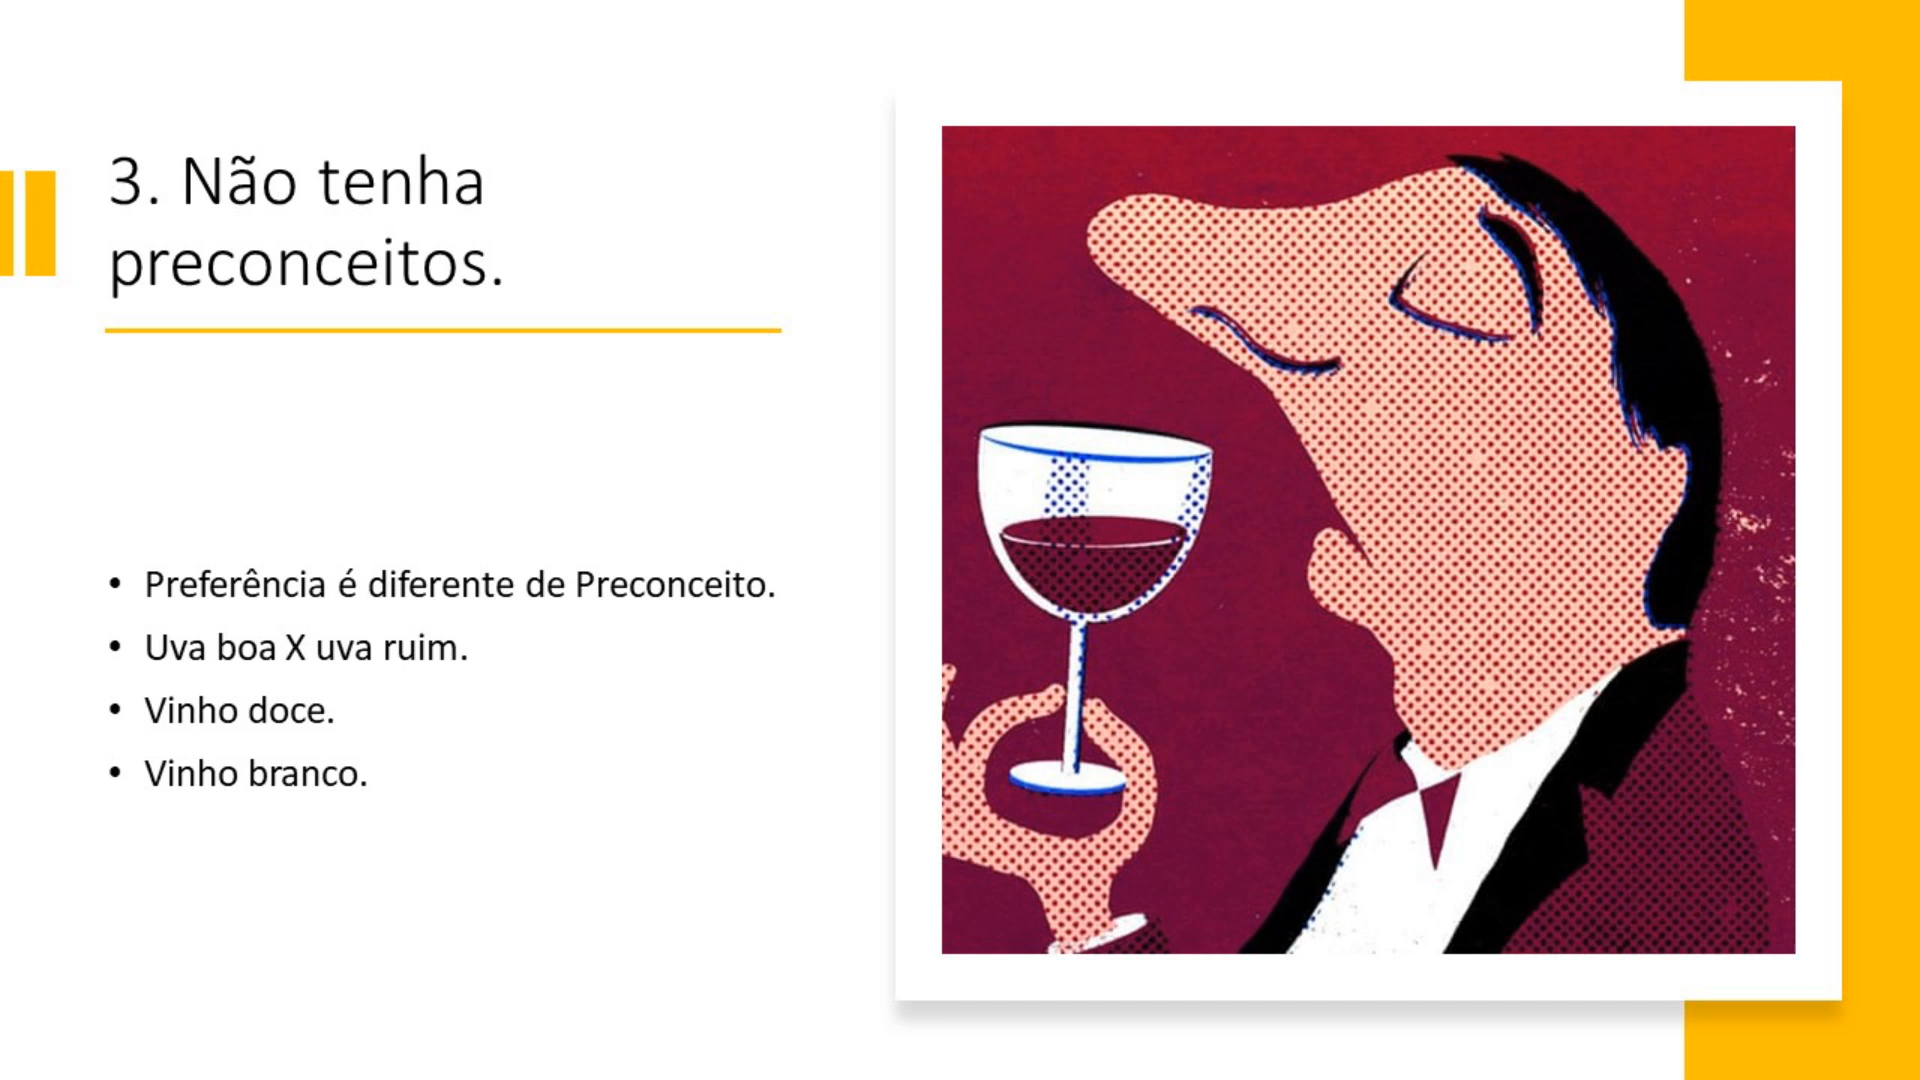 3. Não tenha
preconceitos.
• Preferência é diferente de Preconceito.
• Uva boa X uva ruim.
• Vinho doce.
• Vinho branco.